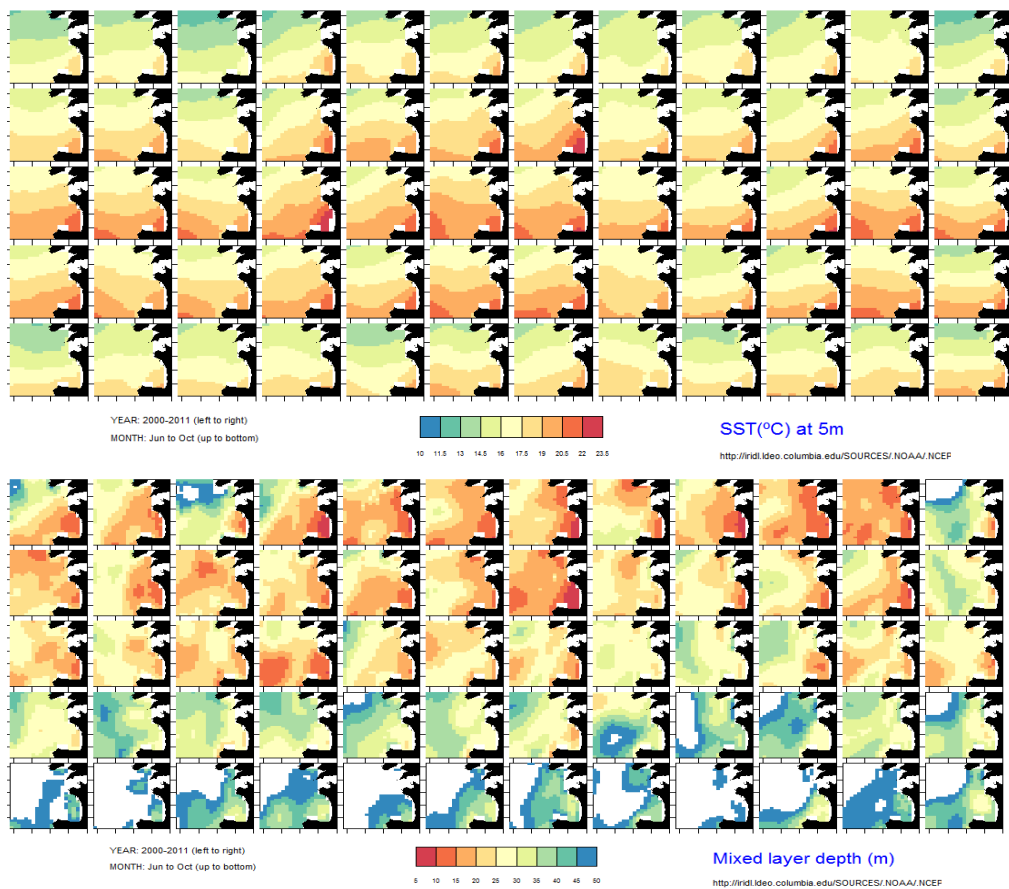 YEAR: 2000-2011 (left to right)
MONTH: Jun to Oct (up to bottom)
10 11.5 13 14.5 16 17.5 19 20.5 22 23.5
SST(ºC) at 5m
http://iridl.ldeo.columbia.edu/SOURCES/.NOAA/.NCEP
YEAR: 2000-2011 (left to right)
MONTH: Jun to Oct (up to bottom)
5 10 15 20 25 30 35 40 45 50
Mixed layer depth (m)
http://iridl.ldeo.columbia.edu/SOURCES/.NOAA/.NCEP